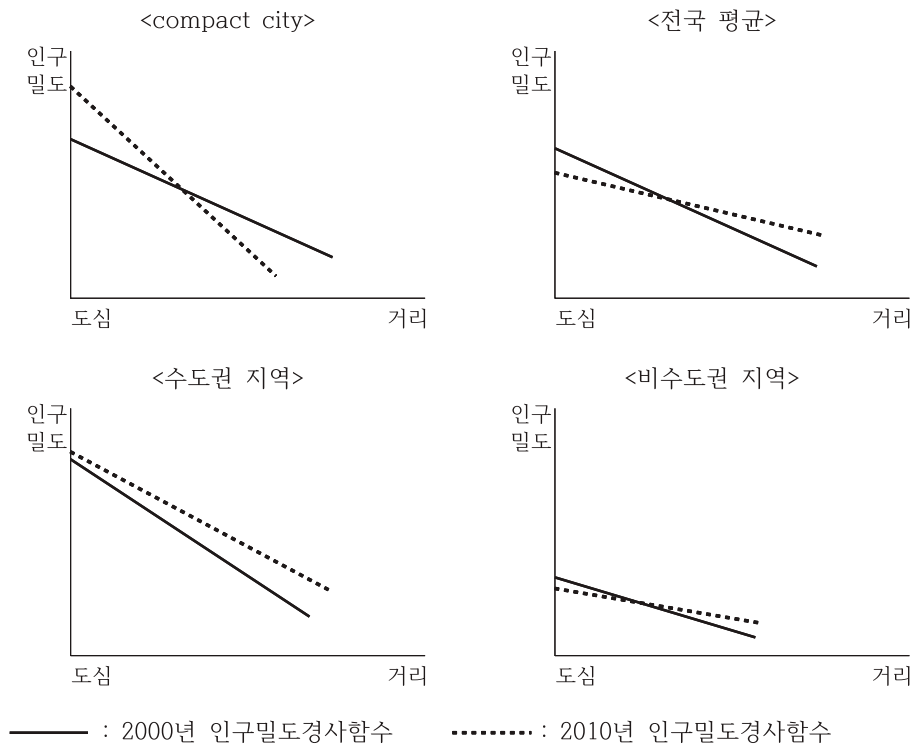 <compact city>
인구
밀도
도심 거리
<전국 평균>
인구
밀도
도심 거리
<수도권 지역>
인구
밀도
도심 거리
<비수도권 지역>
인구
밀도
도심 거리
: 2000년 인구밀도경사함수
: 2010년 인구밀도경사함수